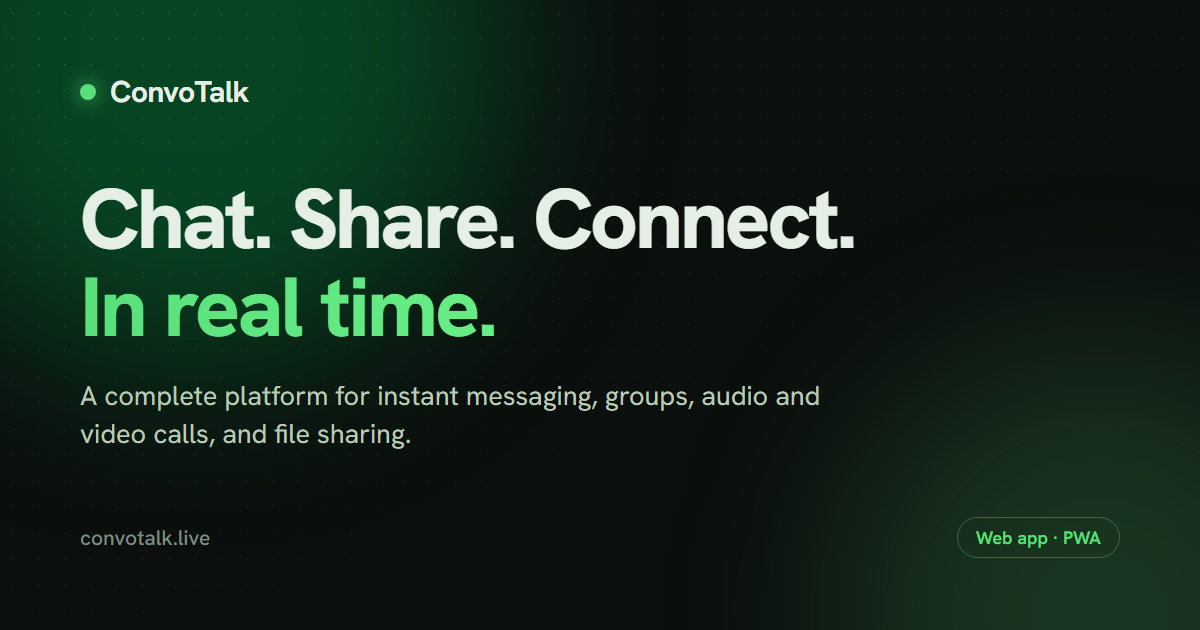 ConvoTalk
Chat. Share. Connect.
In real time.
A complete platform for instant messaging, groups, audio and
video calls, and file sharing.
convotalk.live
Web app · PWA